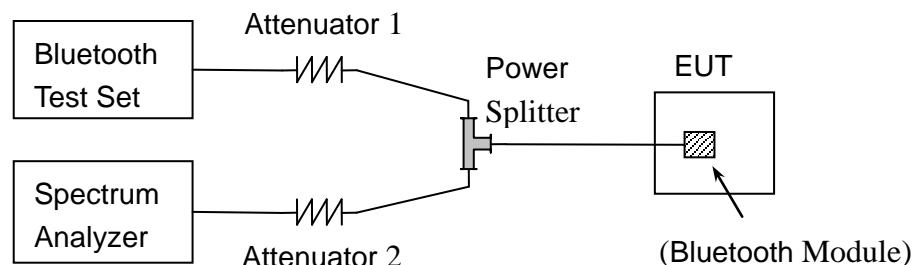 Attenuator 1
Bluetooth
Test Set
Power
Splitter
EUT
Spectrum
Analyzer
Attenuator 2
(Bluetooth Module)